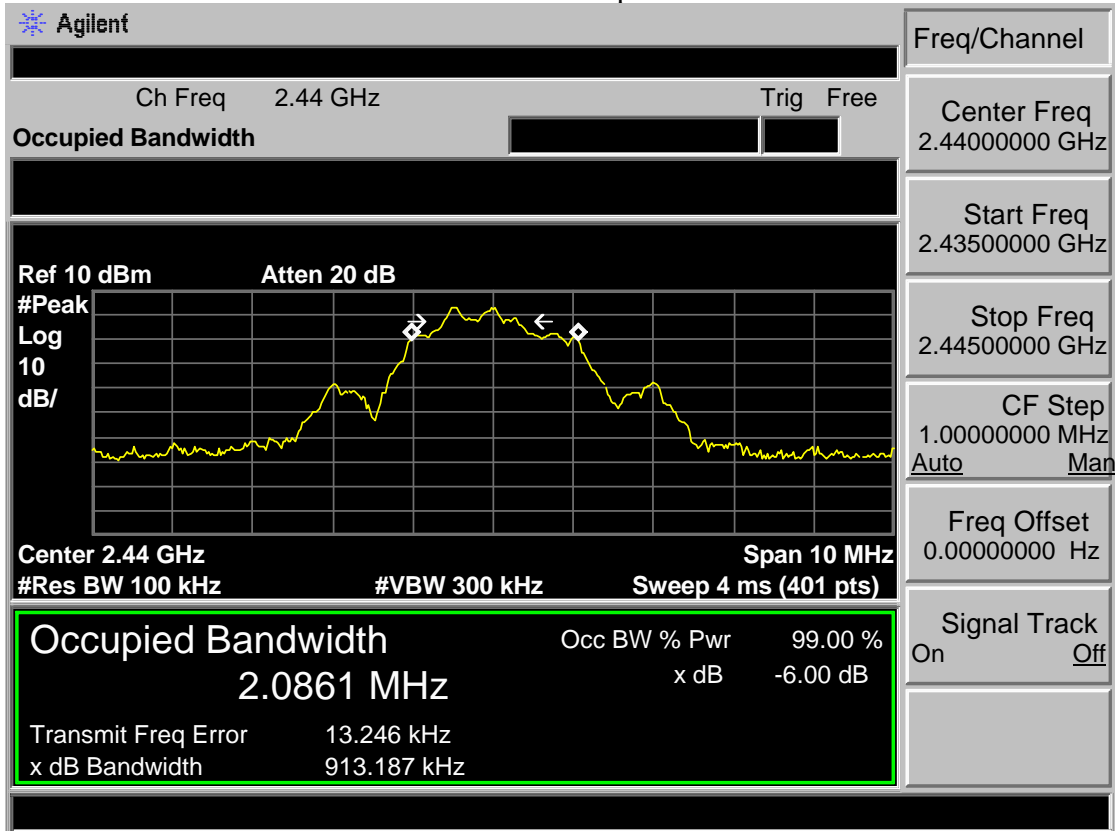 Agilent
Freq/Channel
Ch Freq 2.44 GHz Trig Free
Occupied Bandwidth
Center Freq
2.44000000 GHz
Start Freq
2.43500000 GHz
Stop Freq
2.44500000 GHz
CF Step
1.00000000 MHz
Auto Man
Freq Offset
0.00000000 Hz
Signal Track
On Off
Ref 10 dBm Atten 20 dB
#Peak
Log
10
dB/
Center 2.44 GHz Span 10 MHz
#Res BW 100 kHz #VBW 300 kHz Sweep 4 ms (401 pts)
Occupied Bandwidth Occ BW % Pwr 99.00 %
2.0861 MHz x dB -6.00 dB
Transmit Freq Error 13.246 kHz
x dB Bandwidth 913.187 kHz